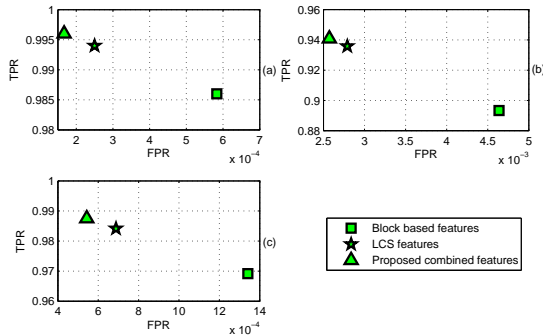 1
0.995
0.99
0.985
0.98
TPR
2 3 4 5 6 7
FPR
x 10⁻⁴
(a)
0.96
0.94
0.92
0.9
0.88
TPR
2.5 3 3.5 4 4.5 5
FPR
x 10⁻³
(b)
1
0.99
0.98
0.97
0.96
TPR
4 6 8 10 12 14
FPR
x 10⁻⁴
(c)
Block based features
LCS features
Proposed combined features